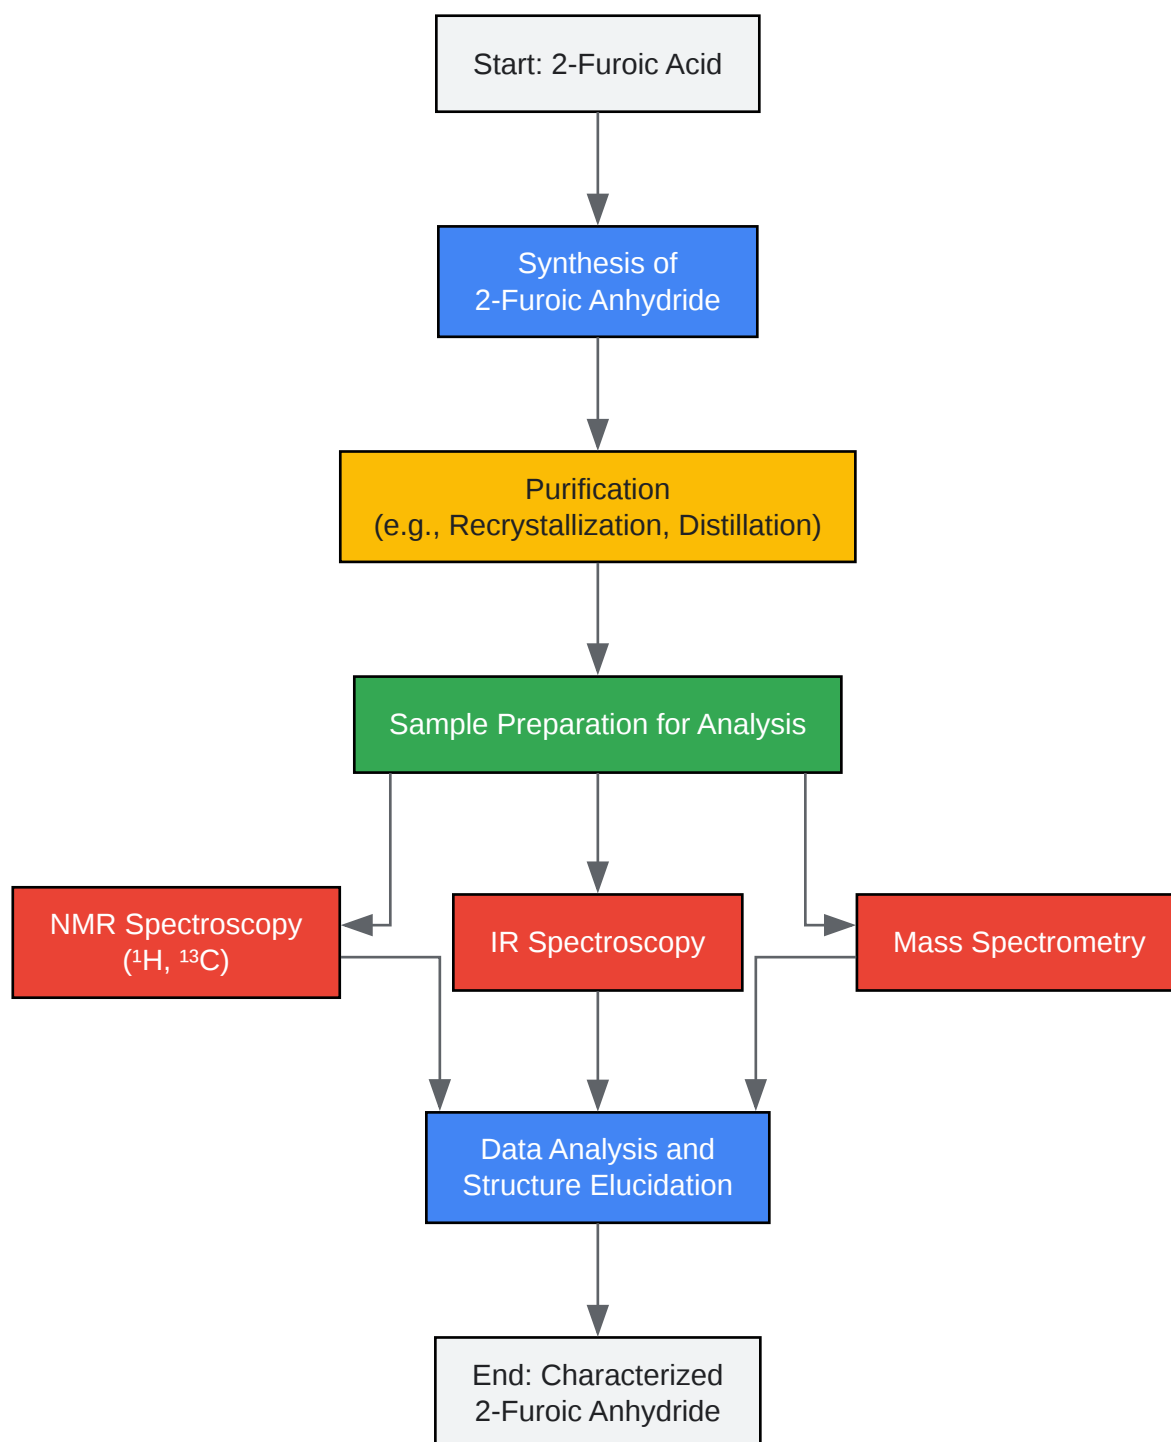 Start: 2-Furoic Acid
Synthesis of
2-Furoic Anhydride
Purification
(e.g., Recrystallization, Distillation)
Sample Preparation for Analysis
NMR Spectroscopy
(¹H, ¹³C)
IR Spectroscopy
Mass Spectrometry
Data Analysis and
Structure Elucidation
End: Characterized
2-Furoic Anhydride